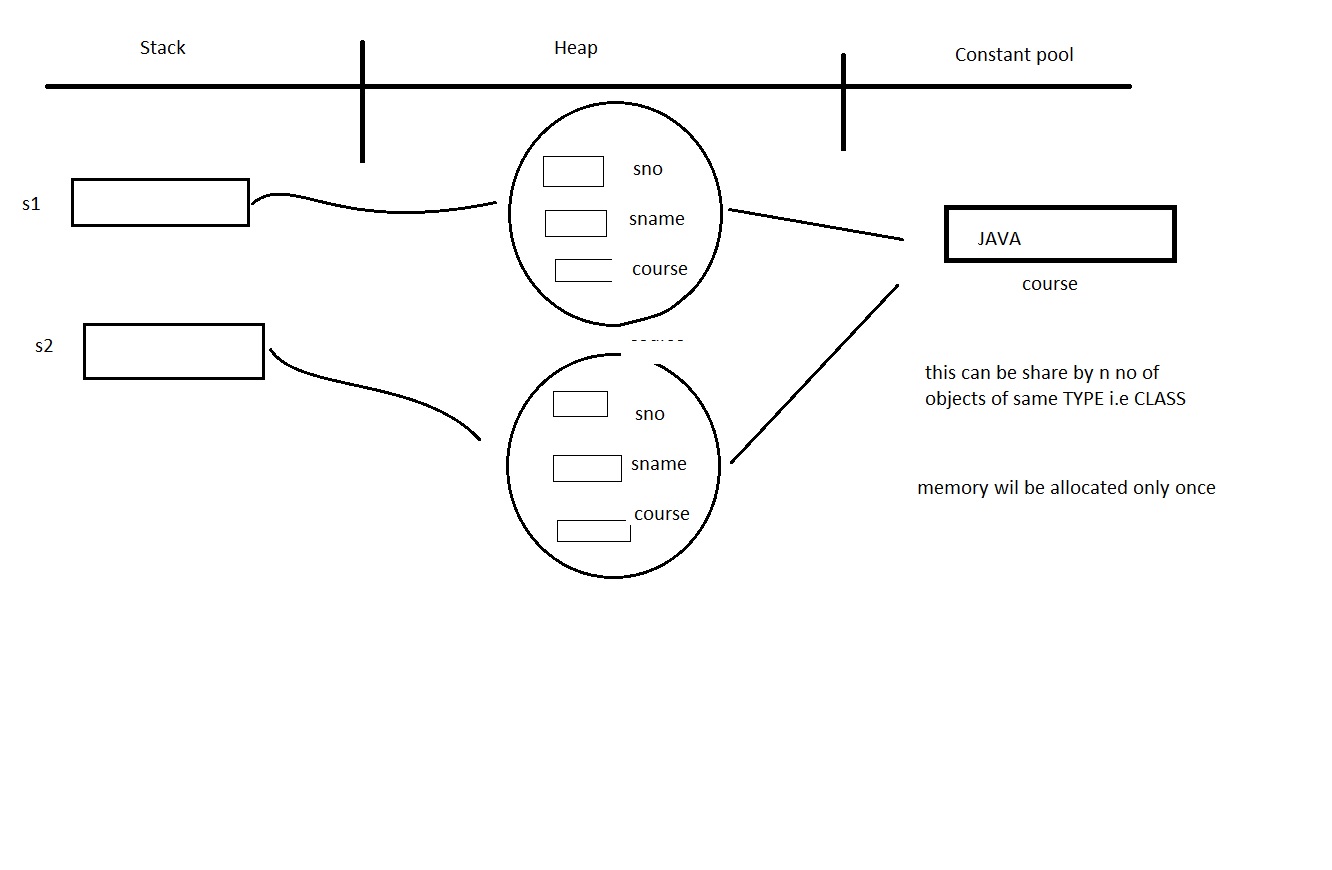 Stack
Heap
Constant pool
s1
sno
sname
course
JAVA
course
s2
sno
sname
course
this can be share by n no of
objects of same TYPE i.e CLASS
memory wil be allocated only once